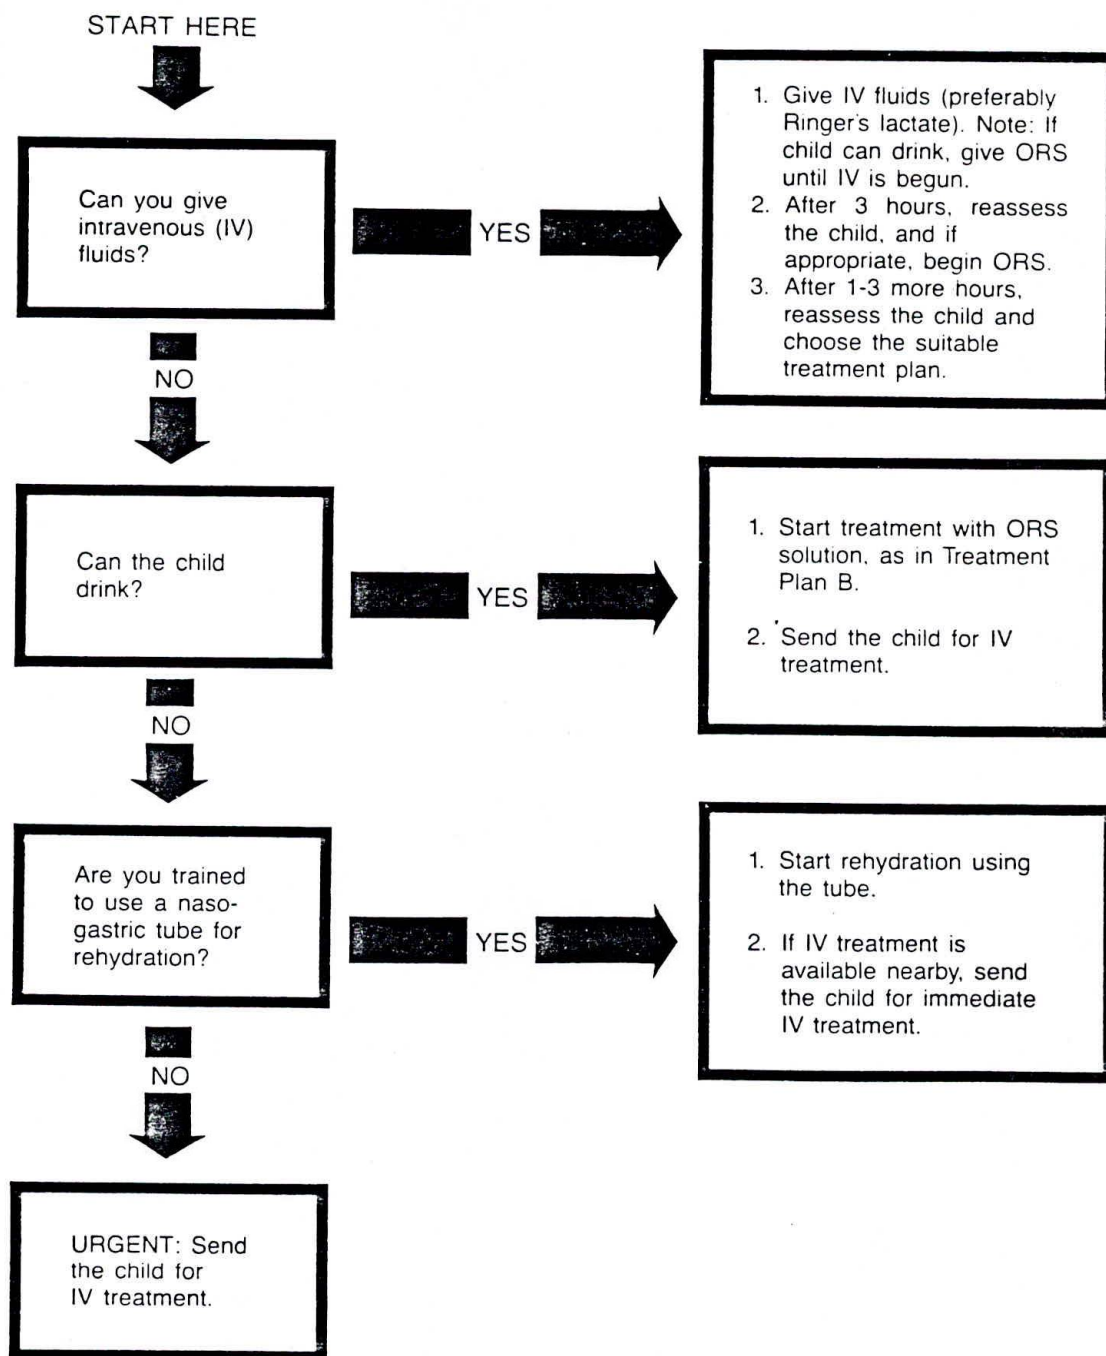 START HERE
Can you give
intravenous (IV)
fluids?
YES
1. Give IV fluids (preferably
Ringer's lactate). Note: If
child can drink, give ORS
until IV is begun.
2. After 3 hours, reassess
the child, and if
appropriate, begin ORS.
3. After 1-3 more hours,
reassess the child and
choose the suitable
treatment plan.
NO
Can the child
drink?
YES
1. Start treatment with ORS
solution, as in Treatment
Plan B.
2. Send the child for IV
treatment.
NO
Are you trained
to use a naso-
gastric tube for
rehydration?
YES
1. Start rehydration using
the tube.
2. If IV treatment is
available nearby, send
the child for immediate
IV treatment.
NO
URGENT: Send
the child for
IV treatment.